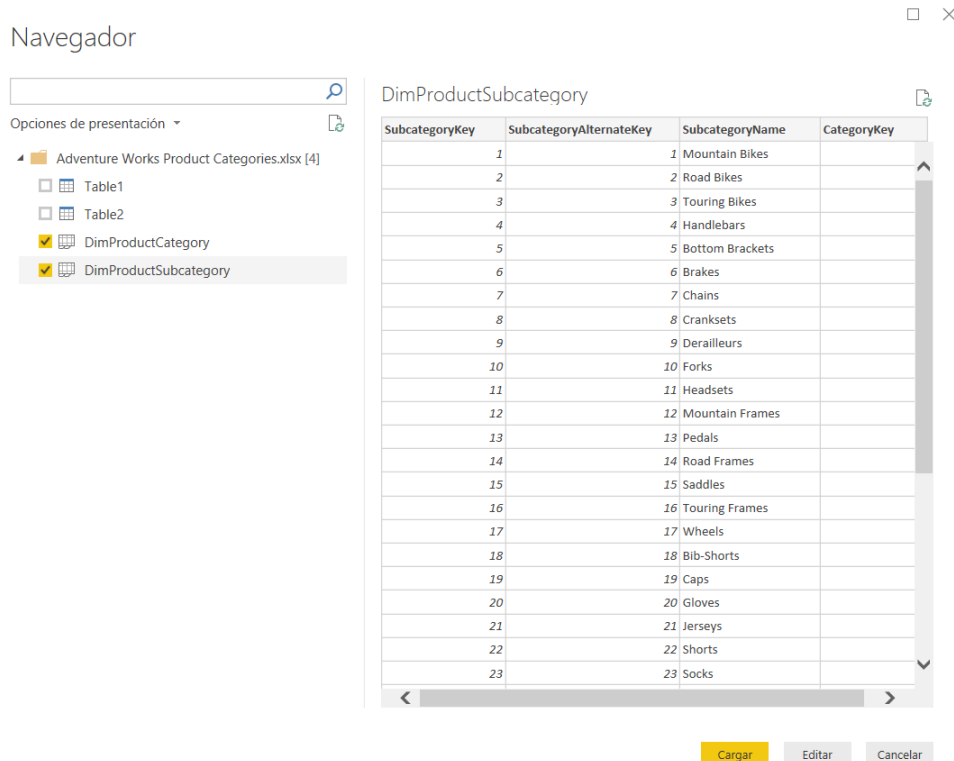 Navegador
Opciones de presentación
Adventure Works Product Categories.xlsx [4]
Table1
Table2
DimProductCategory
DimProductSubcategory
DimProductSubcategory
SubcategoryKey SubcategoryAlternateKey SubcategoryName CategoryKey
1 1 Mountain Bikes
2 2 Road Bikes
3 3 Touring Bikes
4 4 Handlebars
5 5 Bottom Brackets
6 6 Brakes
7 7 Chains
8 8 Cranksets
9 9 Derailleurs
10 10 Forks
11 11 Headsets
12 12 Mountain Frames
13 13 Pedals
14 14 Road Frames
15 15 Saddles
16 16 Touring Frames
17 17 Wheels
18 18 Bib-Shorts
19 19 Caps
20 20 Gloves
21 21 Jerseys
22 22 Shorts
23 23 Socks
Cargar Editar Cancelar